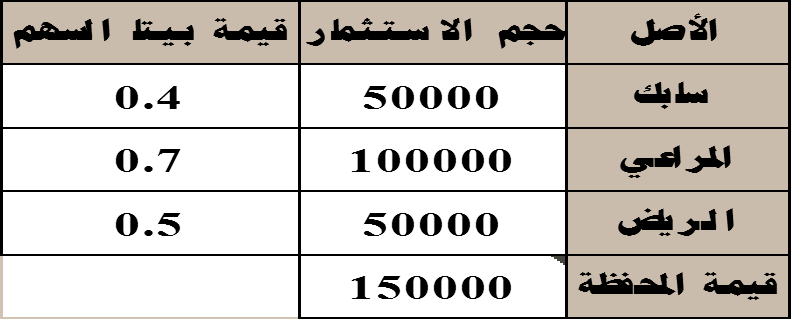 الأصل حجم الاستثمار قيمة بيتا السهم
سابك 50000 0.4
المراعي 100000 0.7
الرياض 50000 0.5
قيمة المحفظة 150000